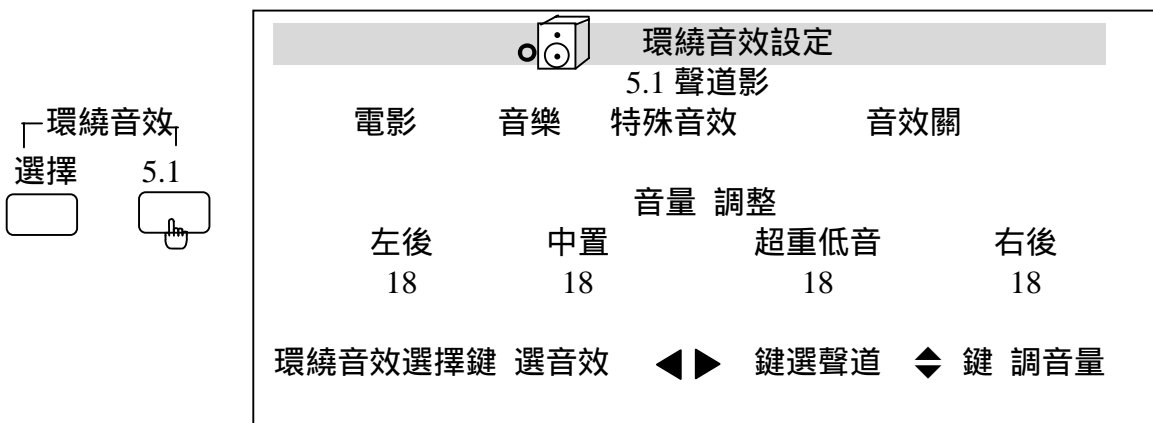 環繞音效
選擇 5.1
環繞音效設定
5.1 聲道影
電影 音樂 特殊音效 音效關
音量 調整
左後 中置 超重低音 右後
18 18 18 18
環繞音效選擇鍵 選音效 ◀▶ 鍵選聲道 鍵 調音量